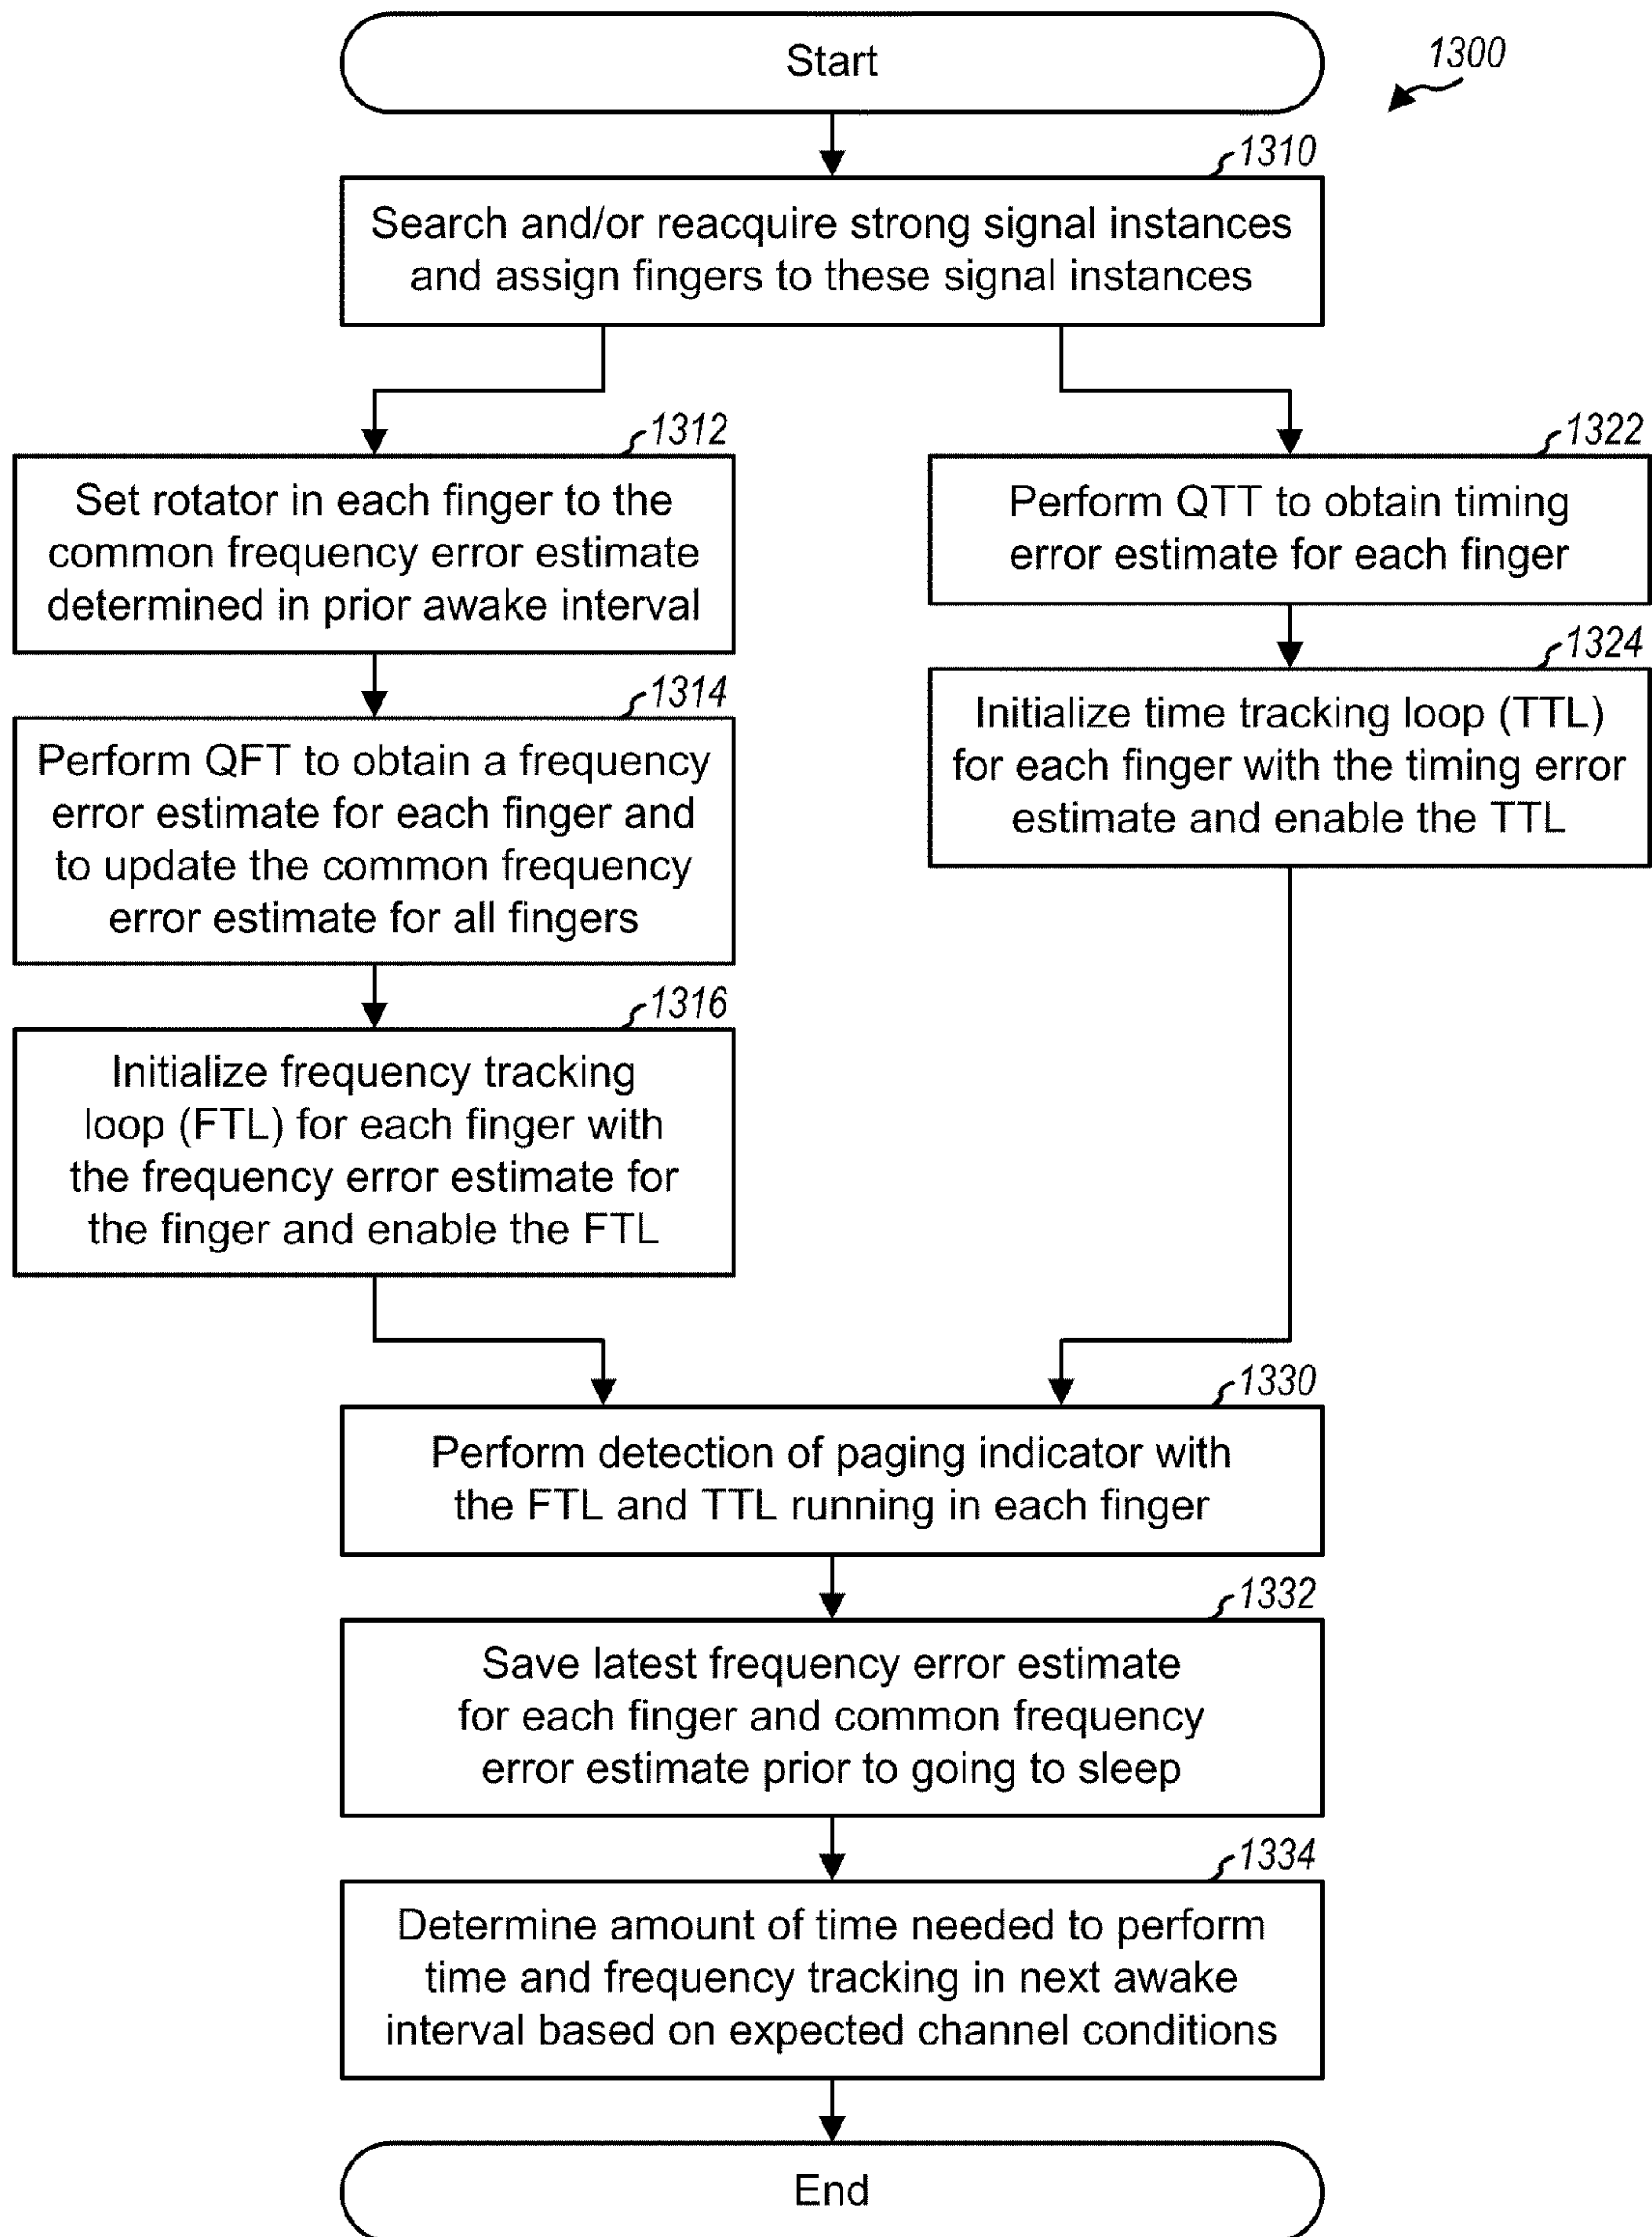 Start
1300
1310
Search and/or reacquire strong signal instances
and assign fingers to these signal instances
1312
Set rotator in each finger to the
common frequency error estimate
determined in prior awake interval
1314
Perform QFT to obtain a frequency
error estimate for each finger and
to update the common frequency
error estimate for all fingers
1316
Initialize frequency tracking
loop (FTL) for each finger with
the frequency error estimate for
the finger and enable the FTL
1322
Perform QTT to obtain timing
error estimate for each finger
1324
Initialize time tracking loop (TTL)
for each finger with the timing error
estimate and enable the TTL
1330
Perform detection of paging indicator with
the FTL and TTL running in each finger
1332
Save latest frequency error estimate
for each finger and common frequency
error estimate prior to going to sleep
1334
Determine amount of time needed to perform
time and frequency tracking in next awake
interval based on expected channel conditions
End